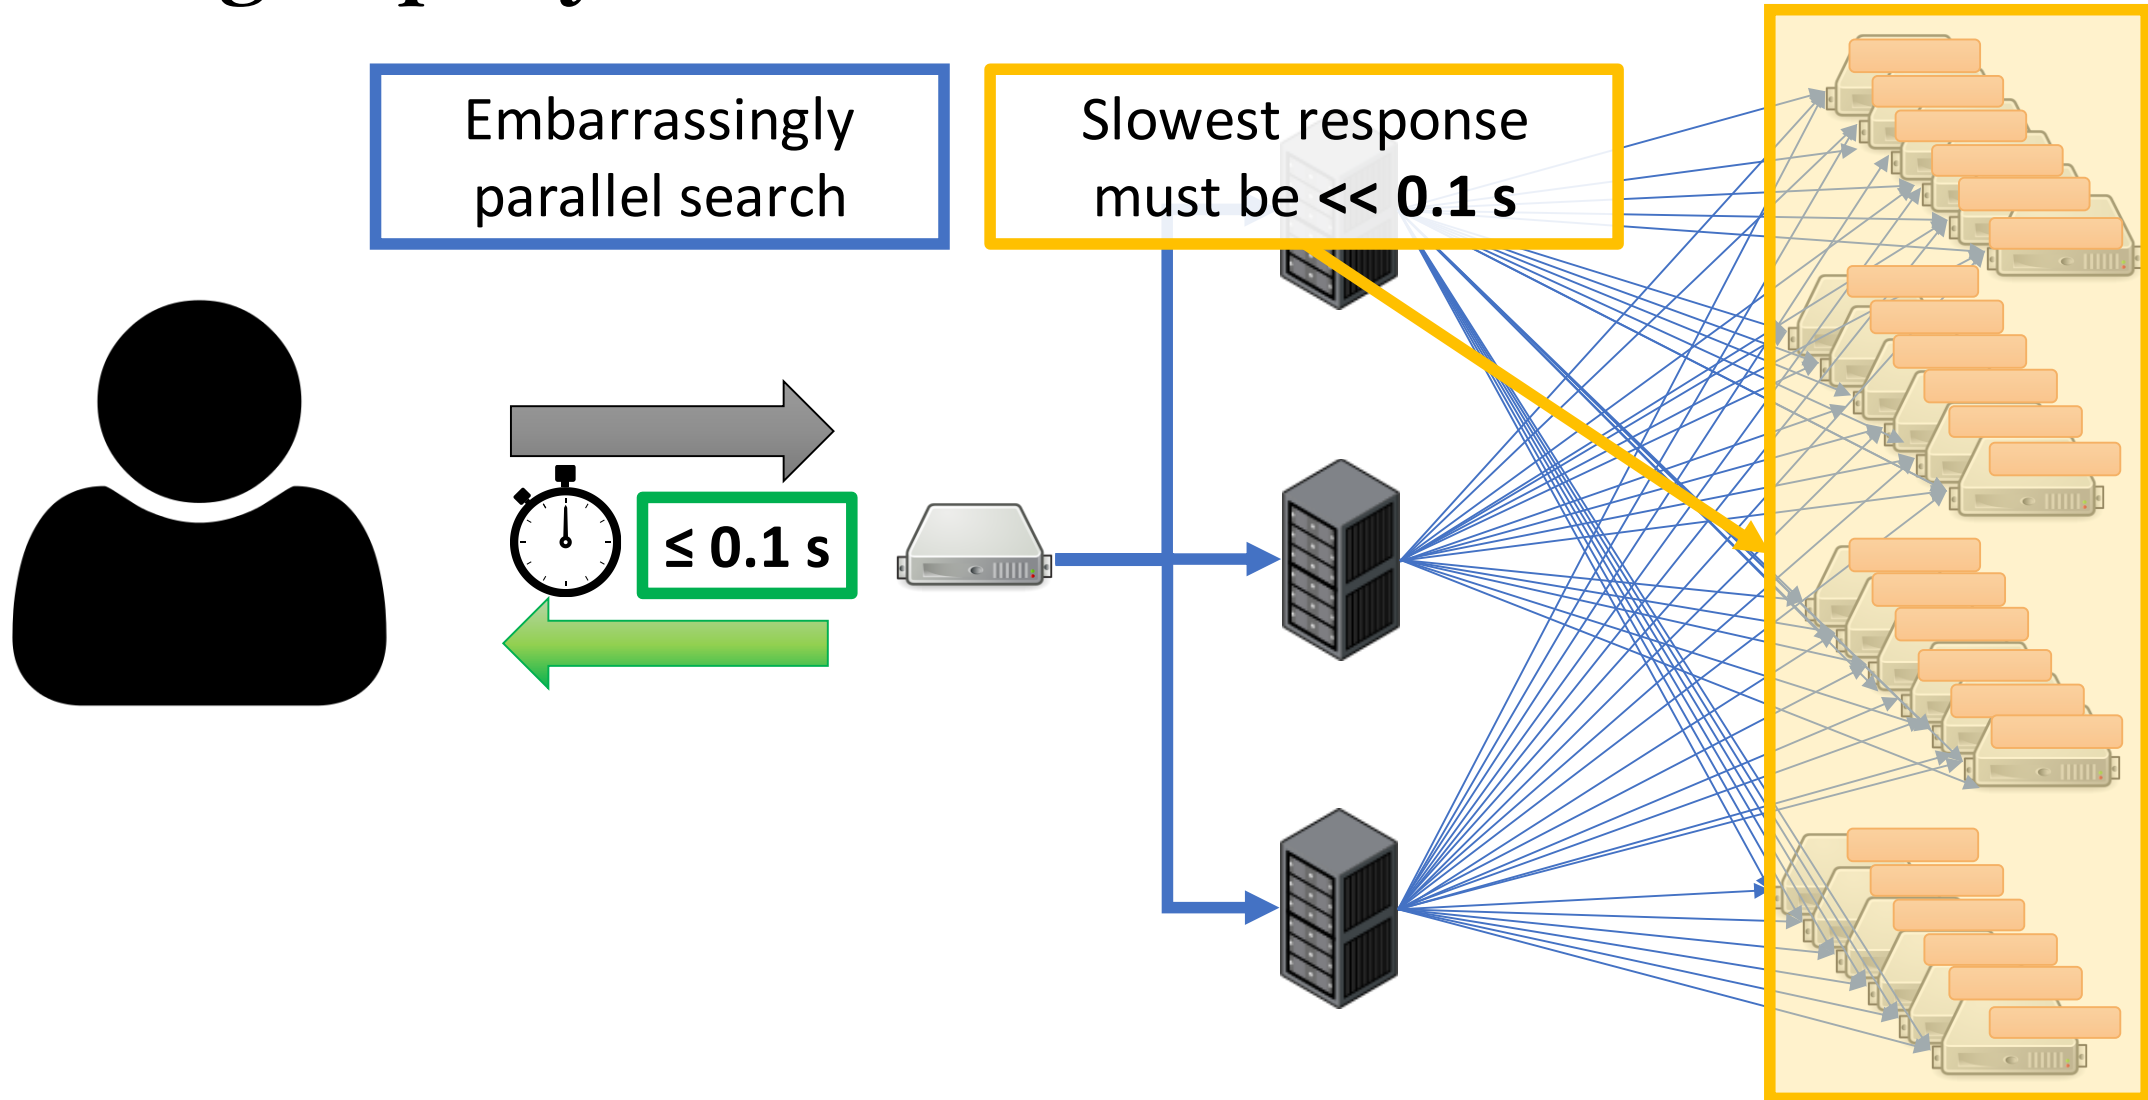 Embarrassingly
parallel search
Slowest response
must be << 0.1 s
≤ 0.1 s